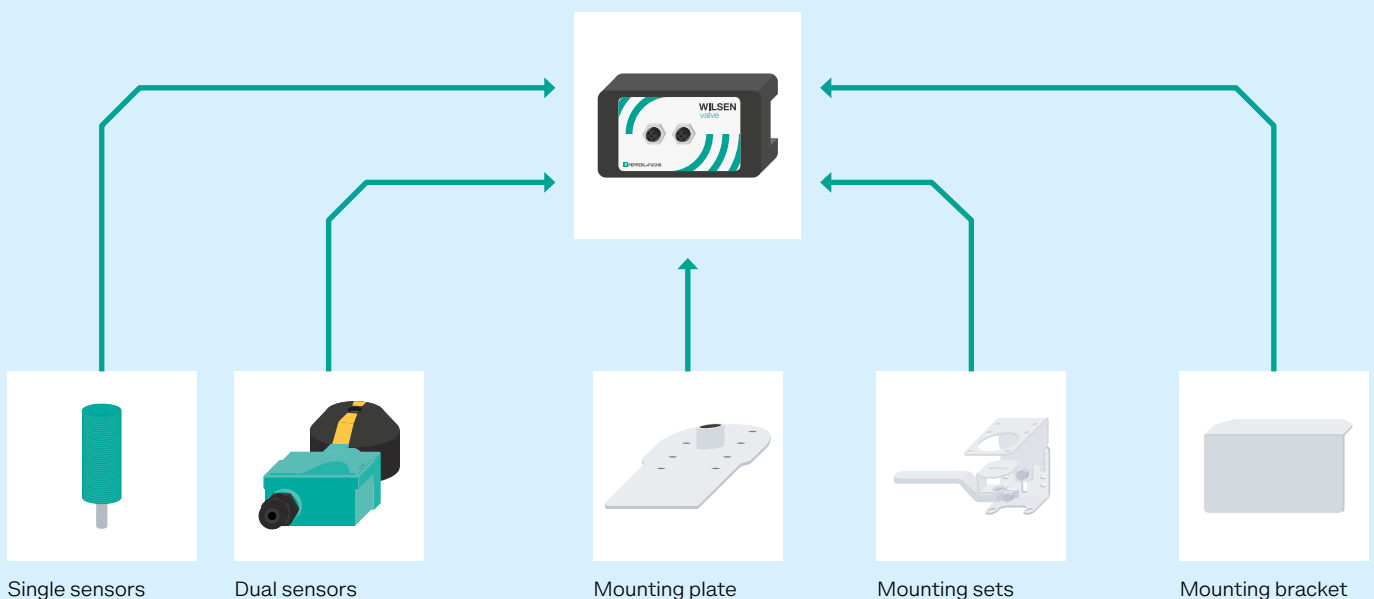 WILSEN
valve
PEPPERL+FUCHS
Single sensors
Dual sensors
Mounting plate
Mounting sets
Mounting bracket